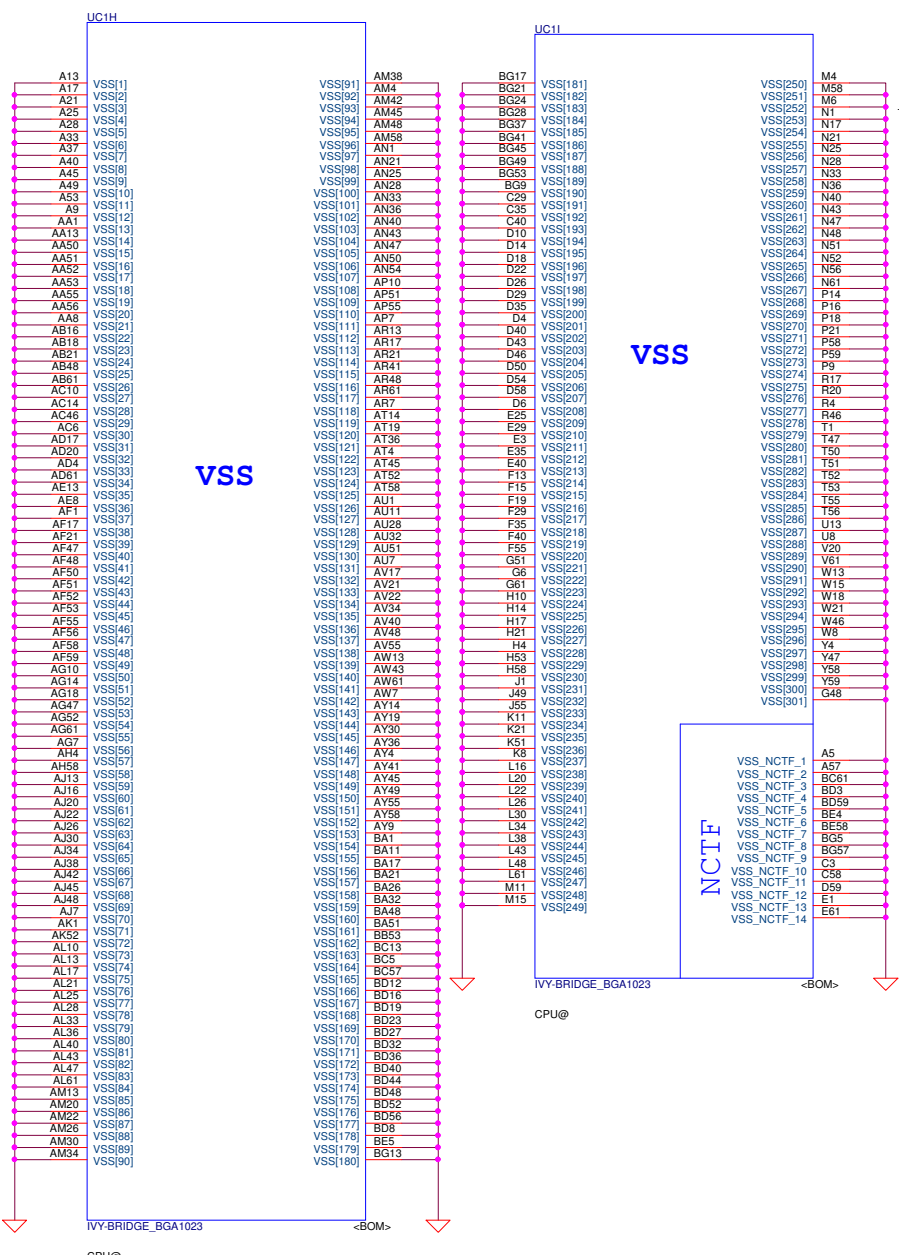 UC1H
A13 VSS[1] VSS[91] AM38
A17 VSS[2] VSS[92] AM4
A21 VSS[3] VSS[93] AM42
A25 VSS[4] VSS[94] AM45
A28 VSS[5] VSS[95] AM48
A33 VSS[6] VSS[96] AM58
A37 VSS[7] VSS[97] AN1
A40 VSS[8] VSS[98] AN21
A45 VSS[9] VSS[99] AN25
A49 VSS[10] VSS[100] AN28
A53 VSS[11] VSS[101] AN33
A9 VSS[12] VSS[102] AN36
AA1 VSS[13] VSS[103] AN40
AA13 VSS[14] VSS[104] AN43
AA50 VSS[15] VSS[105] AN47
AA51 VSS[16] VSS[106] AN50
AA52 VSS[17] VSS[107] AN54
AA53 VSS[18] VSS[108] AP10
AA55 VSS[19] VSS[109] AP51
AA56 VSS[20] VSS[110] AP55
AA8 VSS[21] VSS[111] AP7
AB16 VSS[22] VSS[112] AR13
AB18 VSS[23] VSS[113] AR17
AB21 VSS[24] VSS[114] AR21
AB48 VSS[25] VSS[115] AR41
AB61 VSS[26] VSS[116] AR48
AC10 VSS[27] VSS[117] AR61
AC14 VSS[28] VSS[118] AR7
AC46 VSS[29] VSS[119] AT14
AC6 VSS[30] VSS[120] AT19
AD17 VSS[31] VSS[121] AT36
AD20 VSS[32] VSS[122] AT4
AD4 VSS[33] VSS[123] AT45
VSS
AD61 VSS[34] VSS[124] AT52
AE13 VSS[35] VSS[125] AT58
AE8 VSS[36] VSS[126] AU1
AF1 VSS[37] VSS[127] AU11
AF17 VSS[38] VSS[128] AU28
AF21 VSS[39] VSS[129] AU32
AF47 VSS[40] VSS[130] AU51
AF48 VSS[41] VSS[131] AU7
AF50 VSS[42] VSS[132] AV17
AF51 VSS[43] VSS[133] AV21
AF52 VSS[44] VSS[134] AV22
AF53 VSS[45] VSS[135] AV34
AF55 VSS[46] VSS[136] AV40
AF56 VSS[47] VSS[137] AV48
AF58 VSS[48] VSS[138] AV55
AF59 VSS[49] VSS[139] AW13
AG10 VSS[50] VSS[140] AW43
AG14 VSS[51] VSS[141] AW61
AG18 VSS[52] VSS[142] AW7
AG47 VSS[53] VSS[143] AY14
AG52 VSS[54] VSS[144] AY19
AG61 VSS[55] VSS[145] AY30
AG7 VSS[56] VSS[146] AY36
AH4 VSS[57] VSS[147] AY4
AH58 VSS[58] VSS[148] AY41
AJ13 VSS[59] VSS[149] AY45
AJ16 VSS[60] VSS[150] AY49
AJ20 VSS[61] VSS[151] AY55
AJ22 VSS[62] VSS[152] AY58
AJ26 VSS[63] VSS[153] AY9
AJ30 VSS[64] VSS[154] BA1
AJ34 VSS[65] VSS[155] BA11
AJ38 VSS[66] VSS[156] BA17
AJ42 VSS[67] VSS[157] BA21
AJ45 VSS[68] VSS[158] BA26
AJ48 VSS[69] VSS[159] BA32
AJ7 VSS[70] VSS[160] BA48
AK1 VSS[71] VSS[161] BA51
AK52 VSS[72] VSS[162] BB53
AL10 VSS[73] VSS[163] BC13
AL13 VSS[74] VSS[164] BC5
AL17 VSS[75] VSS[165] BC57
AL21 VSS[76] VSS[166] BD12
AL25 VSS[77] VSS[167] BD16
AL28 VSS[78] VSS[168] BD19
AL33 VSS[79] VSS[169] BD23
AL36 VSS[80] VSS[170] BD27
AL40 VSS[81] VSS[171] BD32
AL43 VSS[82] VSS[172] BD36
AL47 VSS[83] VSS[173] BD40
AL61 VSS[84] VSS[174] BD44
AM13 VSS[85] VSS[175] BD48
AM20 VSS[86] VSS[176] BD52
AM22 VSS[87] VSS[177] BD56
AM26 VSS[88] VSS[178] BD8
AM30 VSS[89] VSS[179] BE5
AM34 VSS[90] VSS[180] BG13
IVY-BRIDGE_BGA1023 <BOM>
CPU@
UC1I
BG17 VSS[181] VSS[250] M4
BG21 VSS[182] VSS[251] M58
BG24 VSS[183] VSS[252] M6
BG28 VSS[184] VSS[253] N1
BG37 VSS[185] VSS[254] N17
BG41 VSS[186] VSS[255] N21
BG45 VSS[187] VSS[256] N25
BG49 VSS[188] VSS[257] N28
BG53 VSS[189] VSS[258] N33
BG9 VSS[190] VSS[259] N36
C29 VSS[191] VSS[260] N40
C35 VSS[192] VSS[261] N43
C40 VSS[193] VSS[262] N47
D10 VSS[194] VSS[263] N48
D14 VSS[195] VSS[264] N51
D18 VSS[196] VSS[265] N52
D22 VSS[197] VSS[266] N56
D26 VSS[198] VSS[267] N61
D29 VSS[199] VSS[268] P14
D35 VSS[200] VSS[269] P16
D4 VSS[201] VSS[270] P18
D40 VSS[202] VSS[271] P21
D43 VSS[203] VSS[272] P58
VSS
D46 VSS[204] VSS[273] P59
D50 VSS[205] VSS[274] P9
D54 VSS[206] VSS[275] R17
D58 VSS[207] VSS[276] R20
D6 VSS[208] VSS[277] R4
E25 VSS[209] VSS[278] R46
E29 VSS[210] VSS[279] T1
E3 VSS[211] VSS[280] T47
E35 VSS[212] VSS[281] T50
E40 VSS[213] VSS[282] T51
F13 VSS[214] VSS[283] T52
F15 VSS[215] VSS[284] T53
F19 VSS[216] VSS[285] T55
F29 VSS[217] VSS[286] T56
F35 VSS[218] VSS[287] U13
F40 VSS[219] VSS[288] U8
F55 VSS[220] VSS[289] V20
G51 VSS[221] VSS[290] V61
G6 VSS[222] VSS[291] W13
G61 VSS[223] VSS[292] W15
H10 VSS[224] VSS[293] W18
H14 VSS[225] VSS[294] W21
H17 VSS[226] VSS[295] W46
H21 VSS[227] VSS[296] W8
H4 VSS[228] VSS[297] Y4
H53 VSS[229] VSS[298] Y47
H58 VSS[230] VSS[299] Y58
J1 VSS[231] VSS[300] Y59
J49 VSS[232] VSS[301] G48
J55 VSS[233]
K11 VSS[234]
K21 VSS[235]
K51 VSS[236]
K8 VSS[237] VSS_NCTF_1 A5
L16 VSS[238] VSS_NCTF_2 A57
L20 VSS[239] VSS_NCTF_3 BC61
L22 VSS[240] VSS_NCTF_4 BD3
L26 VSS[241] VSS_NCTF_5 BD59
L30 VSS[242] VSS_NCTF_6 BE4
L34 VSS[243] VSS_NCTF_7 BE58
L38 VSS[244] VSS_NCTF_8 BG5
L43 VSS[245] VSS_NCTF_9 BG57
L48 VSS[246] VSS_NCTF_10 C3
L61 VSS[247] VSS_NCTF_11 C58
M11 VSS[248] VSS_NCTF_12 D59
M15 VSS[249] VSS_NCTF_13 E1
VSS_NCTF_14 E61
NCTF
IVY-BRIDGE_BGA1023 <BOM>
CPU@